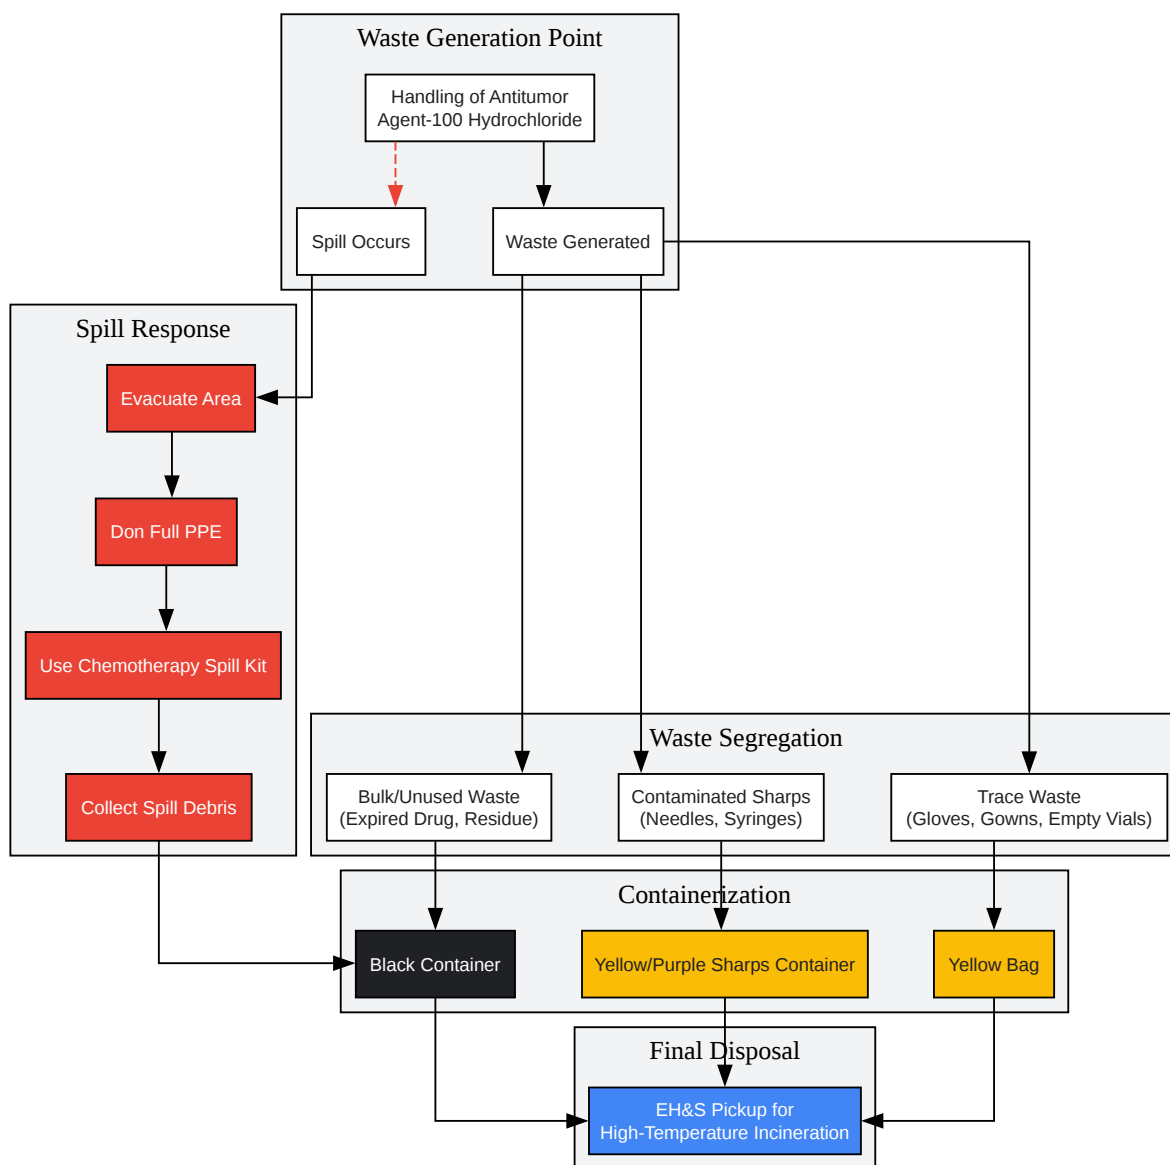 Waste Generation Point
Handling of Antitumor
Agent-100 Hydrochloride
Spill Occurs
Waste Generated
Spill Response
Evacuate Area
Don Full PPE
Use Chemotherapy Spill Kit
Collect Spill Debris
Waste Segregation
Bulk/Unused Waste
(Expired Drug, Residue)
Contaminated Sharps
(Needles, Syringes)
Trace Waste
(Gloves, Gowns, Empty Vials)
Containerization
Black Container
Yellow/Purple Sharps Container
Yellow Bag
Final Disposal
EH&S Pickup for
High-Temperature Incineration